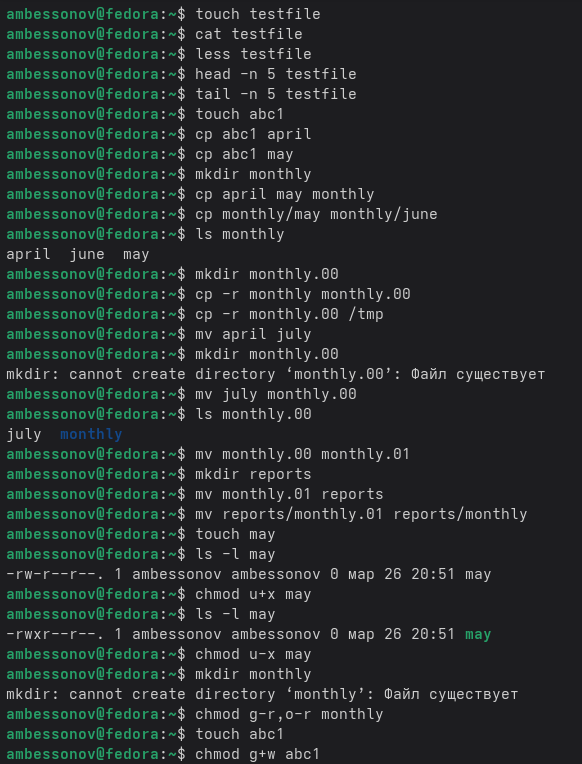 ambessonov@fedora:~$ touch testfile
ambessonov@fedora:~$ cat testfile
ambessonov@fedora:~$ less testfile
ambessonov@fedora:~$ head -n 5 testfile
ambessonov@fedora:~$ tail -n 5 testfile
ambessonov@fedora:~$ touch abc1
ambessonov@fedora:~$ cp abc1 april
ambessonov@fedora:~$ cp abc1 may
ambessonov@fedora:~$ mkdir monthly
ambessonov@fedora:~$ cp april may monthly
ambessonov@fedora:~$ cp monthly/may monthly/june
ambessonov@fedora:~$ ls monthly
april  june  may
ambessonov@fedora:~$ mkdir monthly.00
ambessonov@fedora:~$ cp -r monthly monthly.00
ambessonov@fedora:~$ cp -r monthly.00 /tmp
ambessonov@fedora:~$ mv april july
ambessonov@fedora:~$ mkdir monthly.00
mkdir: cannot create directory ‘monthly.00’: Файл существует
ambessonov@fedora:~$ mv july monthly.00
ambessonov@fedora:~$ ls monthly.00
july  monthly
ambessonov@fedora:~$ mv monthly.00 monthly.01
ambessonov@fedora:~$ mkdir reports
ambessonov@fedora:~$ mv monthly.01 reports
ambessonov@fedora:~$ mv reports/monthly.01 reports/monthly
ambessonov@fedora:~$ touch may
ambessonov@fedora:~$ ls -l may
-rw-r--r--. 1 ambessonov ambessonov 0 мар 26 20:51 may
ambessonov@fedora:~$ chmod u+x may
ambessonov@fedora:~$ ls -l may
-rwxr--r--. 1 ambessonov ambessonov 0 мар 26 20:51 may
ambessonov@fedora:~$ chmod u-x may
ambessonov@fedora:~$ mkdir monthly
mkdir: cannot create directory ‘monthly’: Файл существует
ambessonov@fedora:~$ chmod g-r,o-r monthly
ambessonov@fedora:~$ touch abc1
ambessonov@fedora:~$ chmod g+w abc1